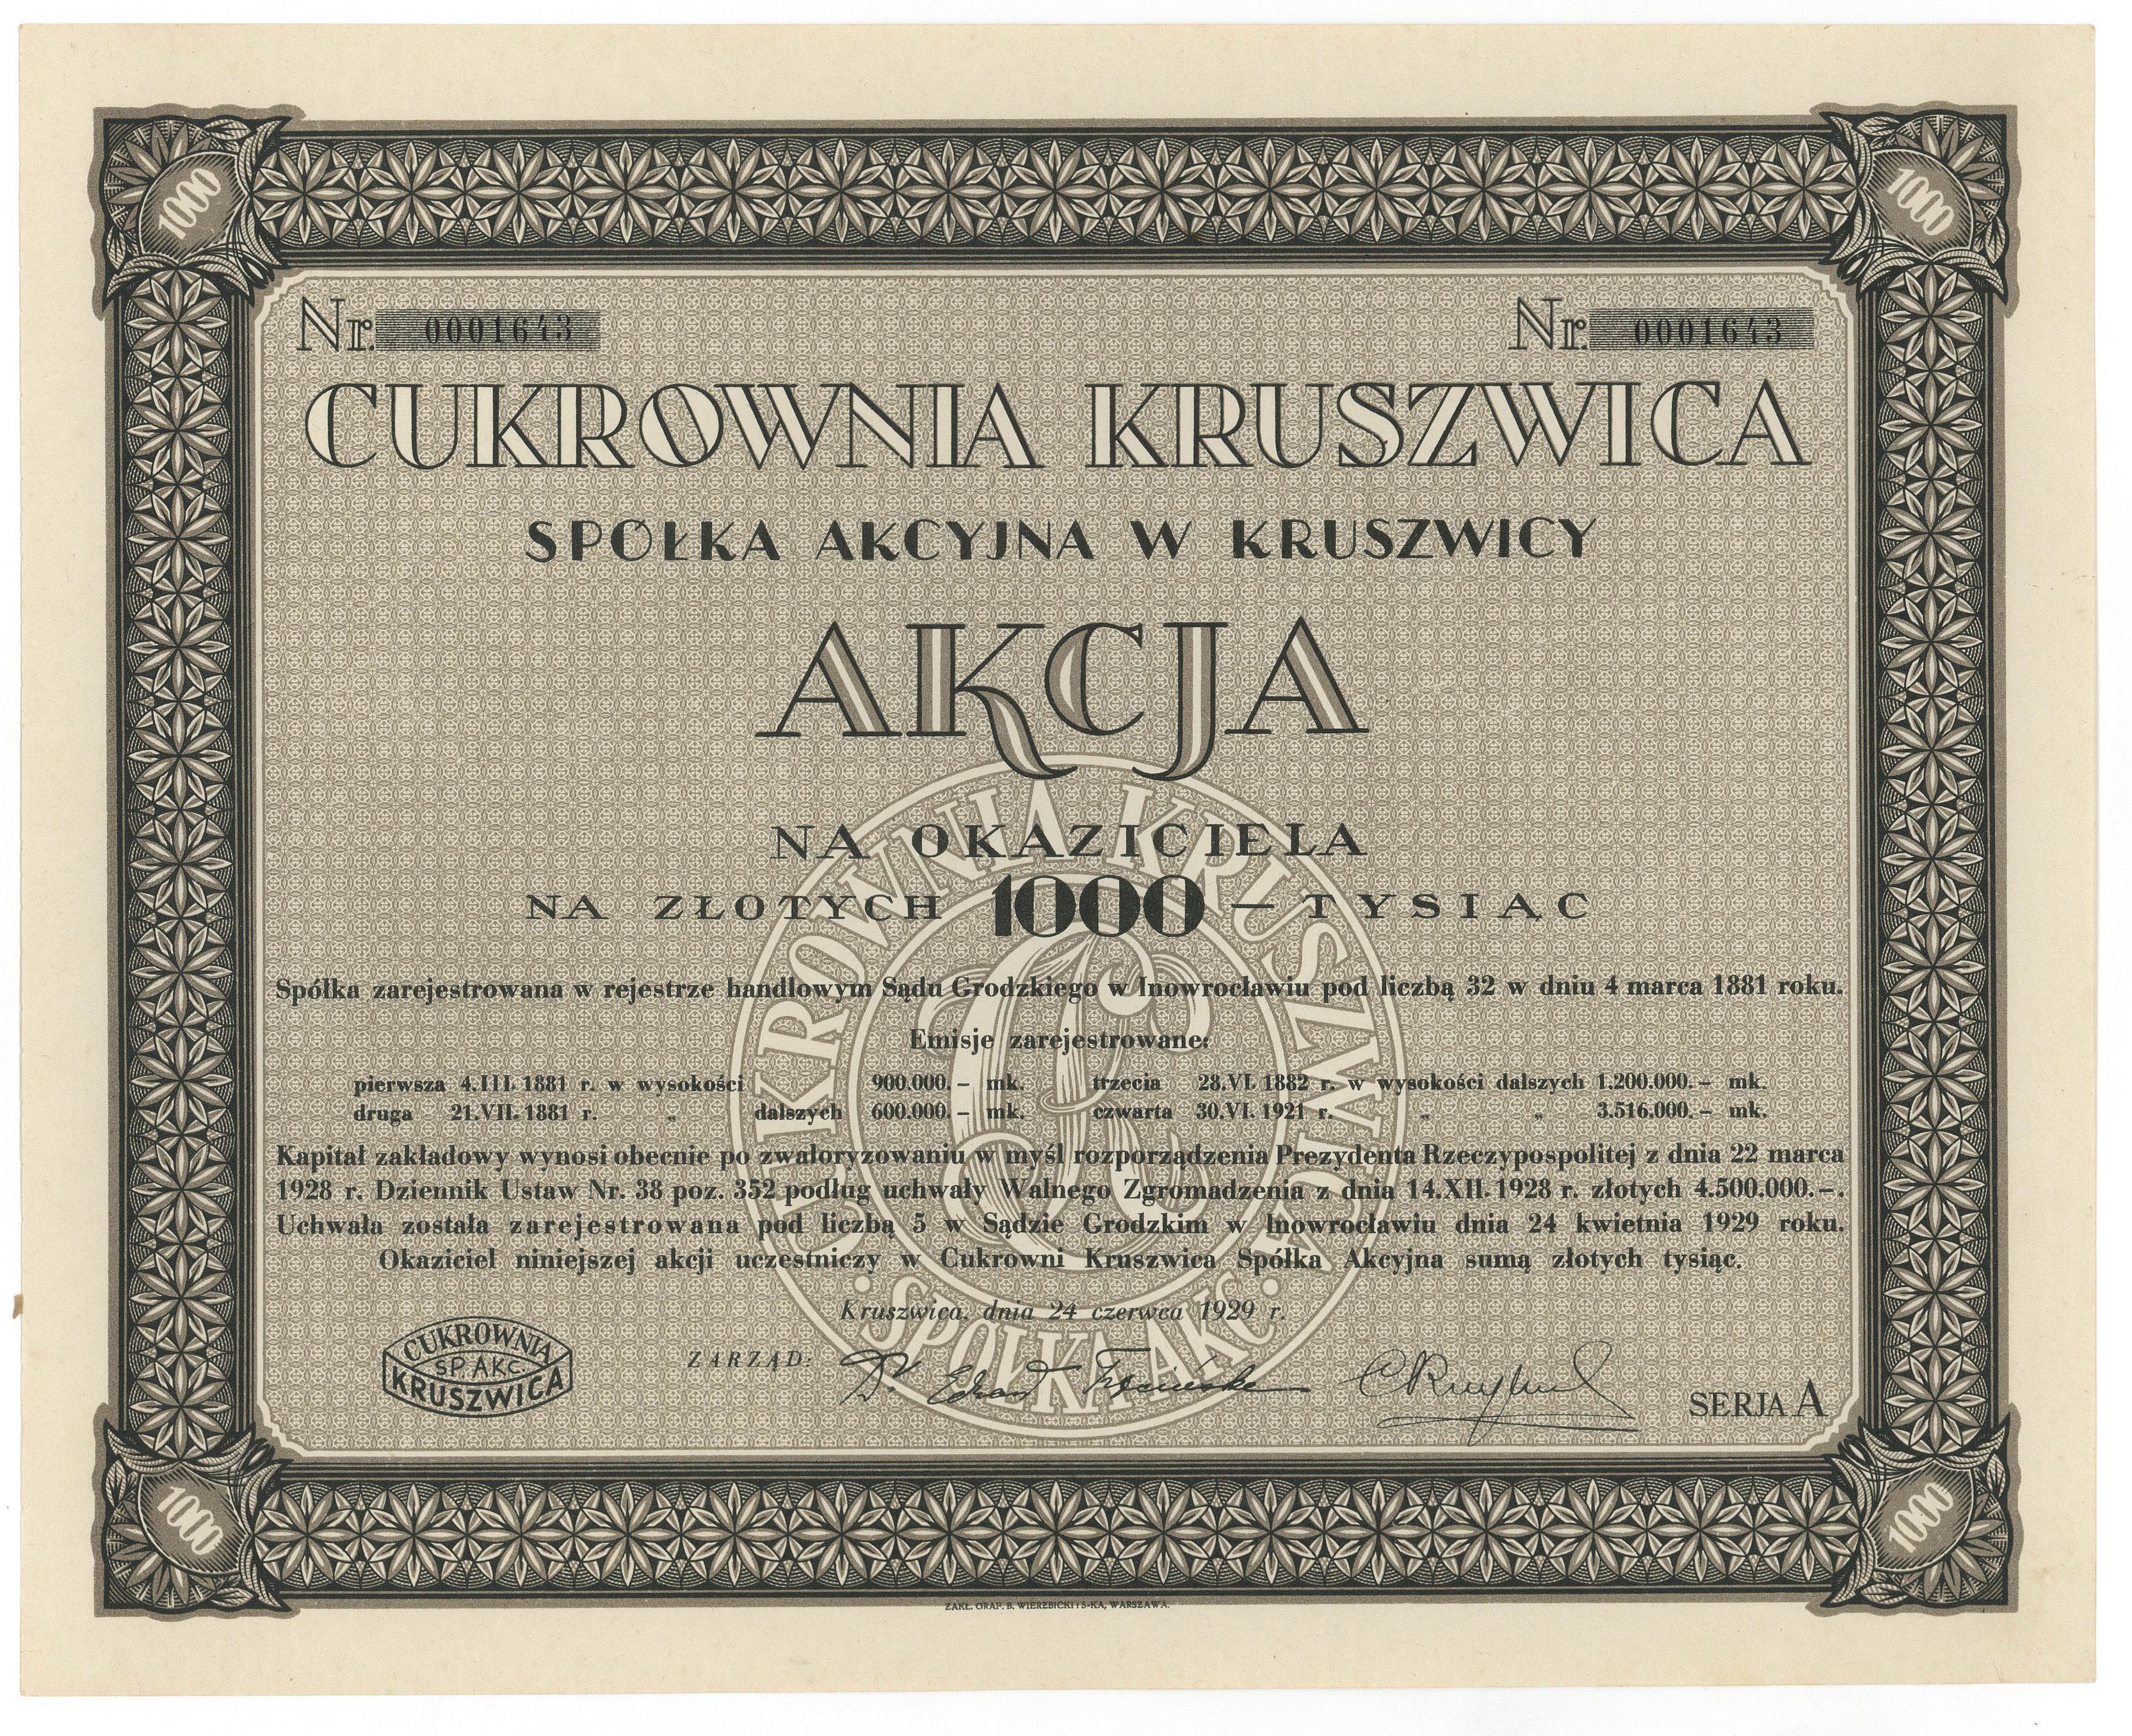 1000
1000
Nr. 0001643
Nr. 0001643
CUKROWNIA KRUSZWICA
SPÓŁKA AKCYJNA W KRUSZWICY
AKCJA
NA OKAZICIELA
NA ZŁOTYCH 1000 — TYSIĄC
Spółka zarejestrowana w rejestrze handlowym Sądu Grodzkiego w Inowrocławiu pod liczbą 32 w dniu 4 marca 1881 roku.
Emisje zarejestrowane:
pierwsza 4.III. 1881 r. w wysokości 900.000.– mk. trzecia 28.VI. 1882 r. w wysokości dalszych 1.200.000.– mk.
druga 21.VII. 1881 r. „ dalszych 600.000.– mk. czwarta 30.VI. 1921 r. „ „ 3.516.000.– mk.
Kapitał zakładowy wynosi obecnie po zwaloryzowaniu w myśl rozporządzenia Prezydenta Rzeczypospolitej z dnia 22 marca
1928 r. Dziennik Ustaw Nr. 38 poz. 352 podług uchwały Walnego Zgromadzenia z dnia 14.XII.1928 r. złotych 4.500.000.–.
Uchwała została zarejestrowana pod liczbą 5 w Sądzie Grodzkim w Inowrocławiu dnia 24 kwietnia 1929 roku.
Okaziciel niniejszej akcji uczestniczy w Cukrowni Kruszwica Spółka Akcyjna sumą złotych tysiąc.
CUKROWNIA KRUSZWICA
SPÓŁKA AKC.
Kruszwica, dnia 24 czerwca 1929 r.
CUKROWNIA
SP. AKC.
KRUSZWICA
ZARZĄD: Dr.
SERJA A
1000
1000
ZAKŁ. GRAF. B. WIERZBICKI I S-KA, WARSZAWA.